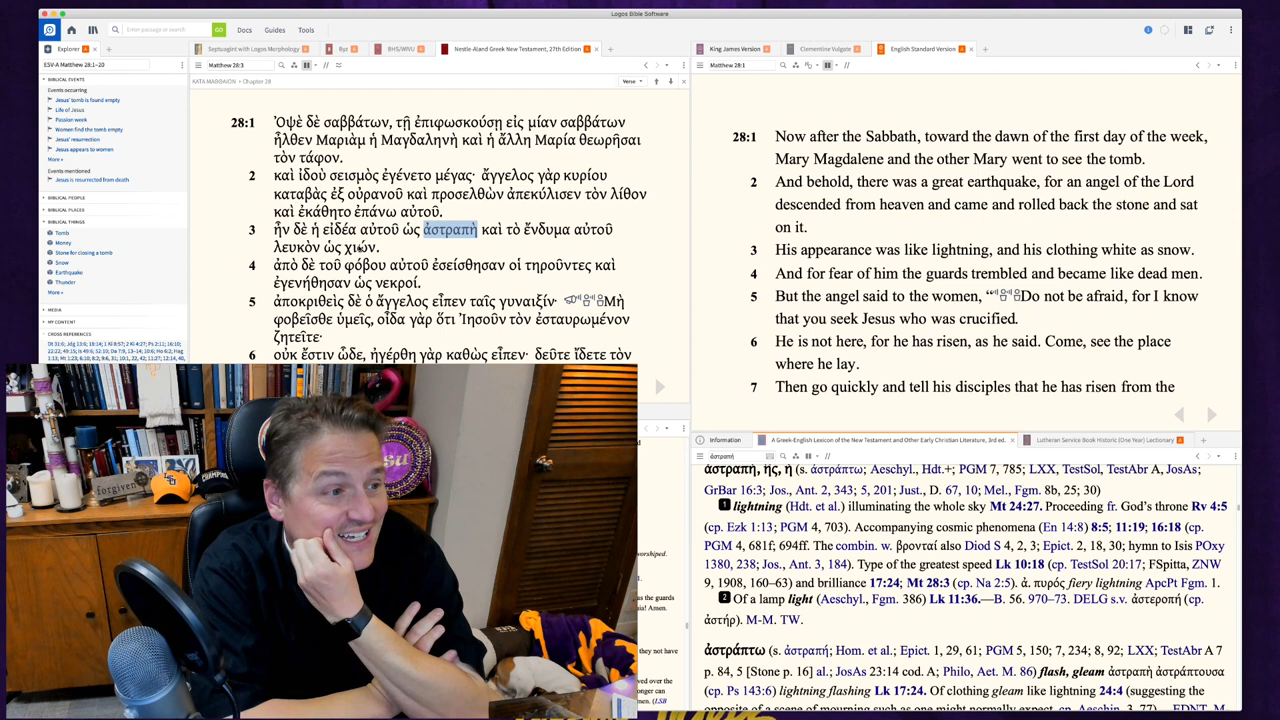 Logos Bible Software
Enter passage or search
GO
Docs
Guides
Tools
Explorer
ESV-A Matthew 28:1–20
BIBLICAL EVENTS
Events occurring
Jesus' tomb is found empty
Life of Jesus
Passion week
Women find the tomb empty
Jesus' resurrection
Jesus appears to women
More »
Events mentioned
Jesus is resurrected from death
BIBLICAL PEOPLE
BIBLICAL PLACES
BIBLICAL THINGS
Tomb
Money
Stone for closing a tomb
Snow
Earthquake
Thunder
More »
MEDIA
MY CONTENT
CROSS REFERENCES
Septuagint with Logos Morphology
Byz
BHS/WIVU
Nestle-Aland Greek New Testament, 27th Edition
Matthew 28:3
ΚΑΤΑ ΜΑΘΘΑΙΟΝ › Chapter 28
Verse
28:1 Ὀψὲ δὲ σαββάτων, τῇ ἐπιφωσκούσῃ εἰς μίαν σαββάτων
ἦλθεν Μαριὰμ ἡ Μαγδαληνὴ καὶ ἡ ἄλλη Μαρία θεωρῆσαι
τὸν τάφον.
2 καὶ ἰδοὺ σεισμὸς ἐγένετο μέγας· ἄγγελος γὰρ κυρίου
καταβὰς ἐξ οὐρανοῦ καὶ προσελθὼν ἀπεκύλισεν τὸν λίθον
καὶ ἐκάθητο ἐπάνω αὐτοῦ.
3 ἦν δὲ ἡ εἰδέα αὐτοῦ ὡς ἀστραπὴ καὶ τὸ ἔνδυμα αὐτοῦ
λευκὸν ὡς χιών.
4 ἀπὸ δὲ τοῦ φόβου αὐτοῦ ἐσείσθησαν οἱ τηροῦντες καὶ
ἐγενήθησαν ὡς νεκροί.
5 ἀποκριθεὶς δὲ ὁ ἄγγελος εἶπεν ταῖς γυναιξίν· Μὴ
φοβεῖσθε ὑμεῖς, οἶδα γὰρ ὅτι Ἰησοῦν τὸν ἐσταυρωμένον
ζητεῖτε·
6 οὐκ ἔστιν ὧδε, ἠγέρθη γὰρ καθὼς εἶπεν· δεῦτε ἴδετε τὸν
King James Version
Clementine Vulgate
English Standard Version
Matthew 28:1
28:1 Now after the Sabbath, toward the dawn of the first day of the week,
Mary Magdalene and the other Mary went to see the tomb.
2 And behold, there was a great earthquake, for an angel of the Lord
descended from heaven and came and rolled back the stone and sat
on it.
3 His appearance was like lightning, and his clothing white as snow.
4 And for fear of him the guards trembled and became like dead men.
5 But the angel said to the women, “Do not be afraid, for I know
that you seek Jesus who was crucified.
6 He is not here, for he has risen, as he said. Come, see the place
where he lay.
7 Then go quickly and tell his disciples that he has risen from the
Information
A Greek-English Lexicon of the New Testament and Other Early Christian Literature, 3rd ed.
Lutheran Service Book Historic (One Year) Lectionary
ἀστραπή
ἀστραπή, ῆς, ἡ (s. ἀστράπτω; Aeschyl., Hdt.+; PGM 7, 785; LXX, TestSol, TestAbr A, JosAs;
GrBar 16:3; Jos., Ant. 2, 343; 5, 201; Just., D. 67, 10; Mel., Fgm. 8b, 25; 30)
1 lightning (Hdt. et al.) illuminating the whole sky Mt 24:27. Proceeding fr. God’s throne Rv 4:5
(cp. Ezk 1:13; PGM 4, 703). Accompanying cosmic phenomena (En 14:8) 8:5; 11:19; 16:18 (cp.
PGM 4, 681f; 694ff. The combin. w. βρονταί also Diod S 4, 2, 3; Epict. 2, 18, 30; hymn to Isis POxy
1380, 238; Jos., Ant. 3, 184). Type of the greatest speed Lk 10:18 (cp. TestSol 20:17; FSpitta, ZNW
9, 1908, 160–63) and brilliance 17:24; Mt 28:3 (cp. Na 2:5). ἀ. πυρός fiery lightning ApcPt Fgm. 1.
2 Of a lamp light (Aeschyl., Fgm. 386) Lk 11:36.—B. 56. 970–73. DELG s.v. ἀστεροπή (cp.
ἀστήρ). M-M. TW.
ἀστράπτω (s. ἀστραπή; Hom. et al.; Epict. 1, 29, 61; PGM 5, 150; 7, 234; 8, 92; LXX; TestAbr A 7
p. 84, 5 [Stone p. 16] al.; JosAs 23:14 cod. A; Philo, Aet. M. 86) flash, gleam ἀστραπὴ ἀστράπτουσα
(cp. Ps 143:6) lightning flashing Lk 17:24. Of clothing gleam like lightning 24:4 (suggesting the
forgiven